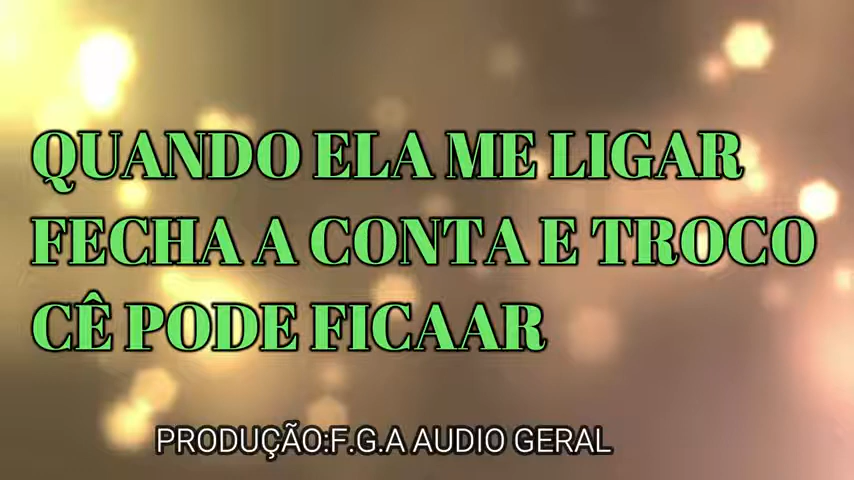 QUANDO ELA ME LIGAR
FECHA A CONTA E TROCO
CÊ PODE FICAAR
PRODUÇÃO:F.G.A AUDIO GERAL